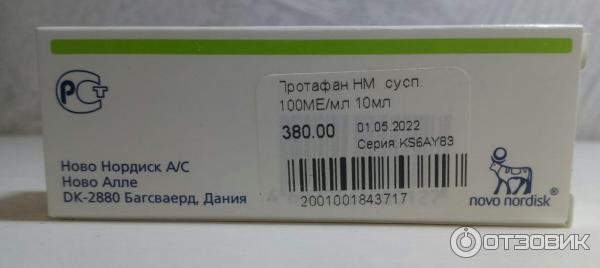 РСТ
Протафан НМ сусп.
100МЕ/мл 10мл
380.00
01.05.2022
Серия:KS6AY83
2001001843717
Ново Нордиск А/С
Ново Алле
DK-2880 Багсваерд, Дания
novo nordisk®
ОТЗОВИК